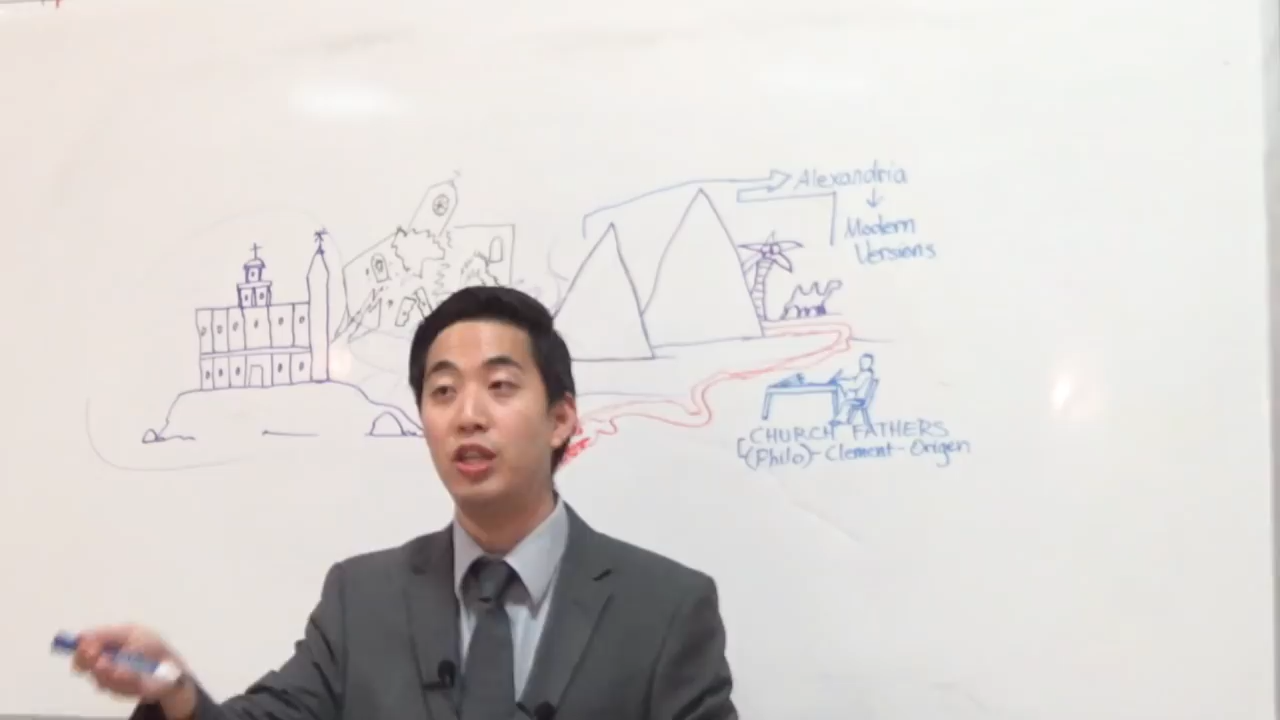 Alexandria
Modern
Versions
[CHURCH FATHERS
(Philo)-Clement-Origen